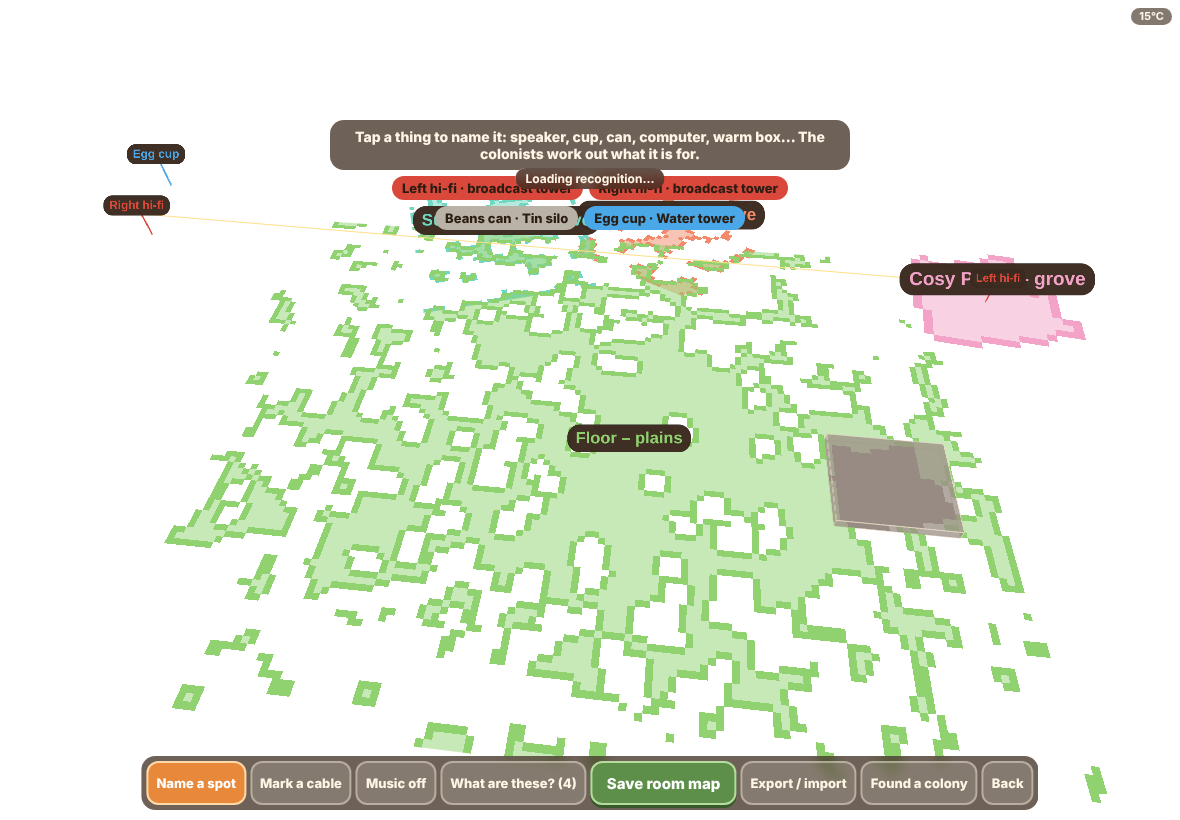 15°C
Tap a thing to name it: speaker, cup, can, computer, warm box... The
colonists work out what it is for.
Egg cup
Loading recognition...
Left hi-fi · broadcast tower
Right hi-fi · broadcast tower
Right hi-fi
Beans can · Tin silo
Egg cup · Water tower
Cosy
Left hi-fi
· grove
Floor – plains
Name a spot
Mark a cable
Music off
What are these? (4)
Save room map
Export / import
Found a colony
Back